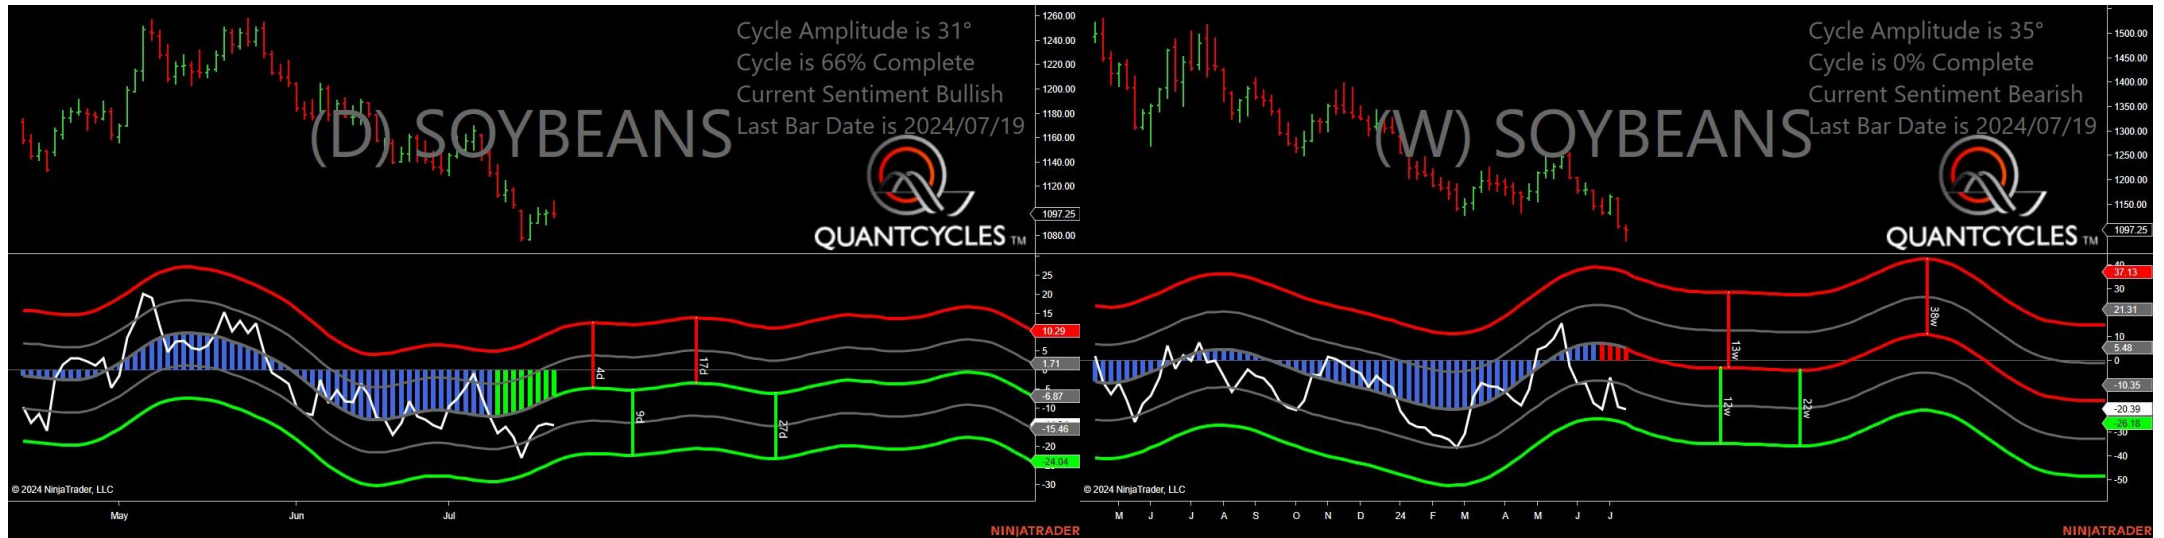 Cycle Amplitude is 31°
Cycle is 66% Complete
Current Sentiment Bullish
Last Bar Date is 2024/07/19
(D) SOYBEANS
QUANTCYCLES TM
1260.00
1240.00
1220.00
1200.00
1180.00
1160.00
1140.00
1120.00
1097.25
1080.00
25
20
15
10.29
5
1.71
0
-6.87
-10
-15.46
-20
-24.04
-30
4d
17d
9d
27d
© 2024 NinjaTrader, LLC
May
Jun
Jul
NINJATRADER
Cycle Amplitude is 35°
Cycle is 0% Complete
Current Sentiment Bearish
Last Bar Date is 2024/07/19
(W) SOYBEANS
QUANTCYCLES TM
1500.00
1450.00
1400.00
1350.00
1300.00
1250.00
1200.00
1150.00
1097.25
37.13
30
21.31
10
5.48
0
-10.35
-20.39
-26.18
-30
-40
-50
13w
38w
12w
22w
© 2024 NinjaTrader, LLC
M J J A S O N D 24 F M A M J J
NINJATRADER